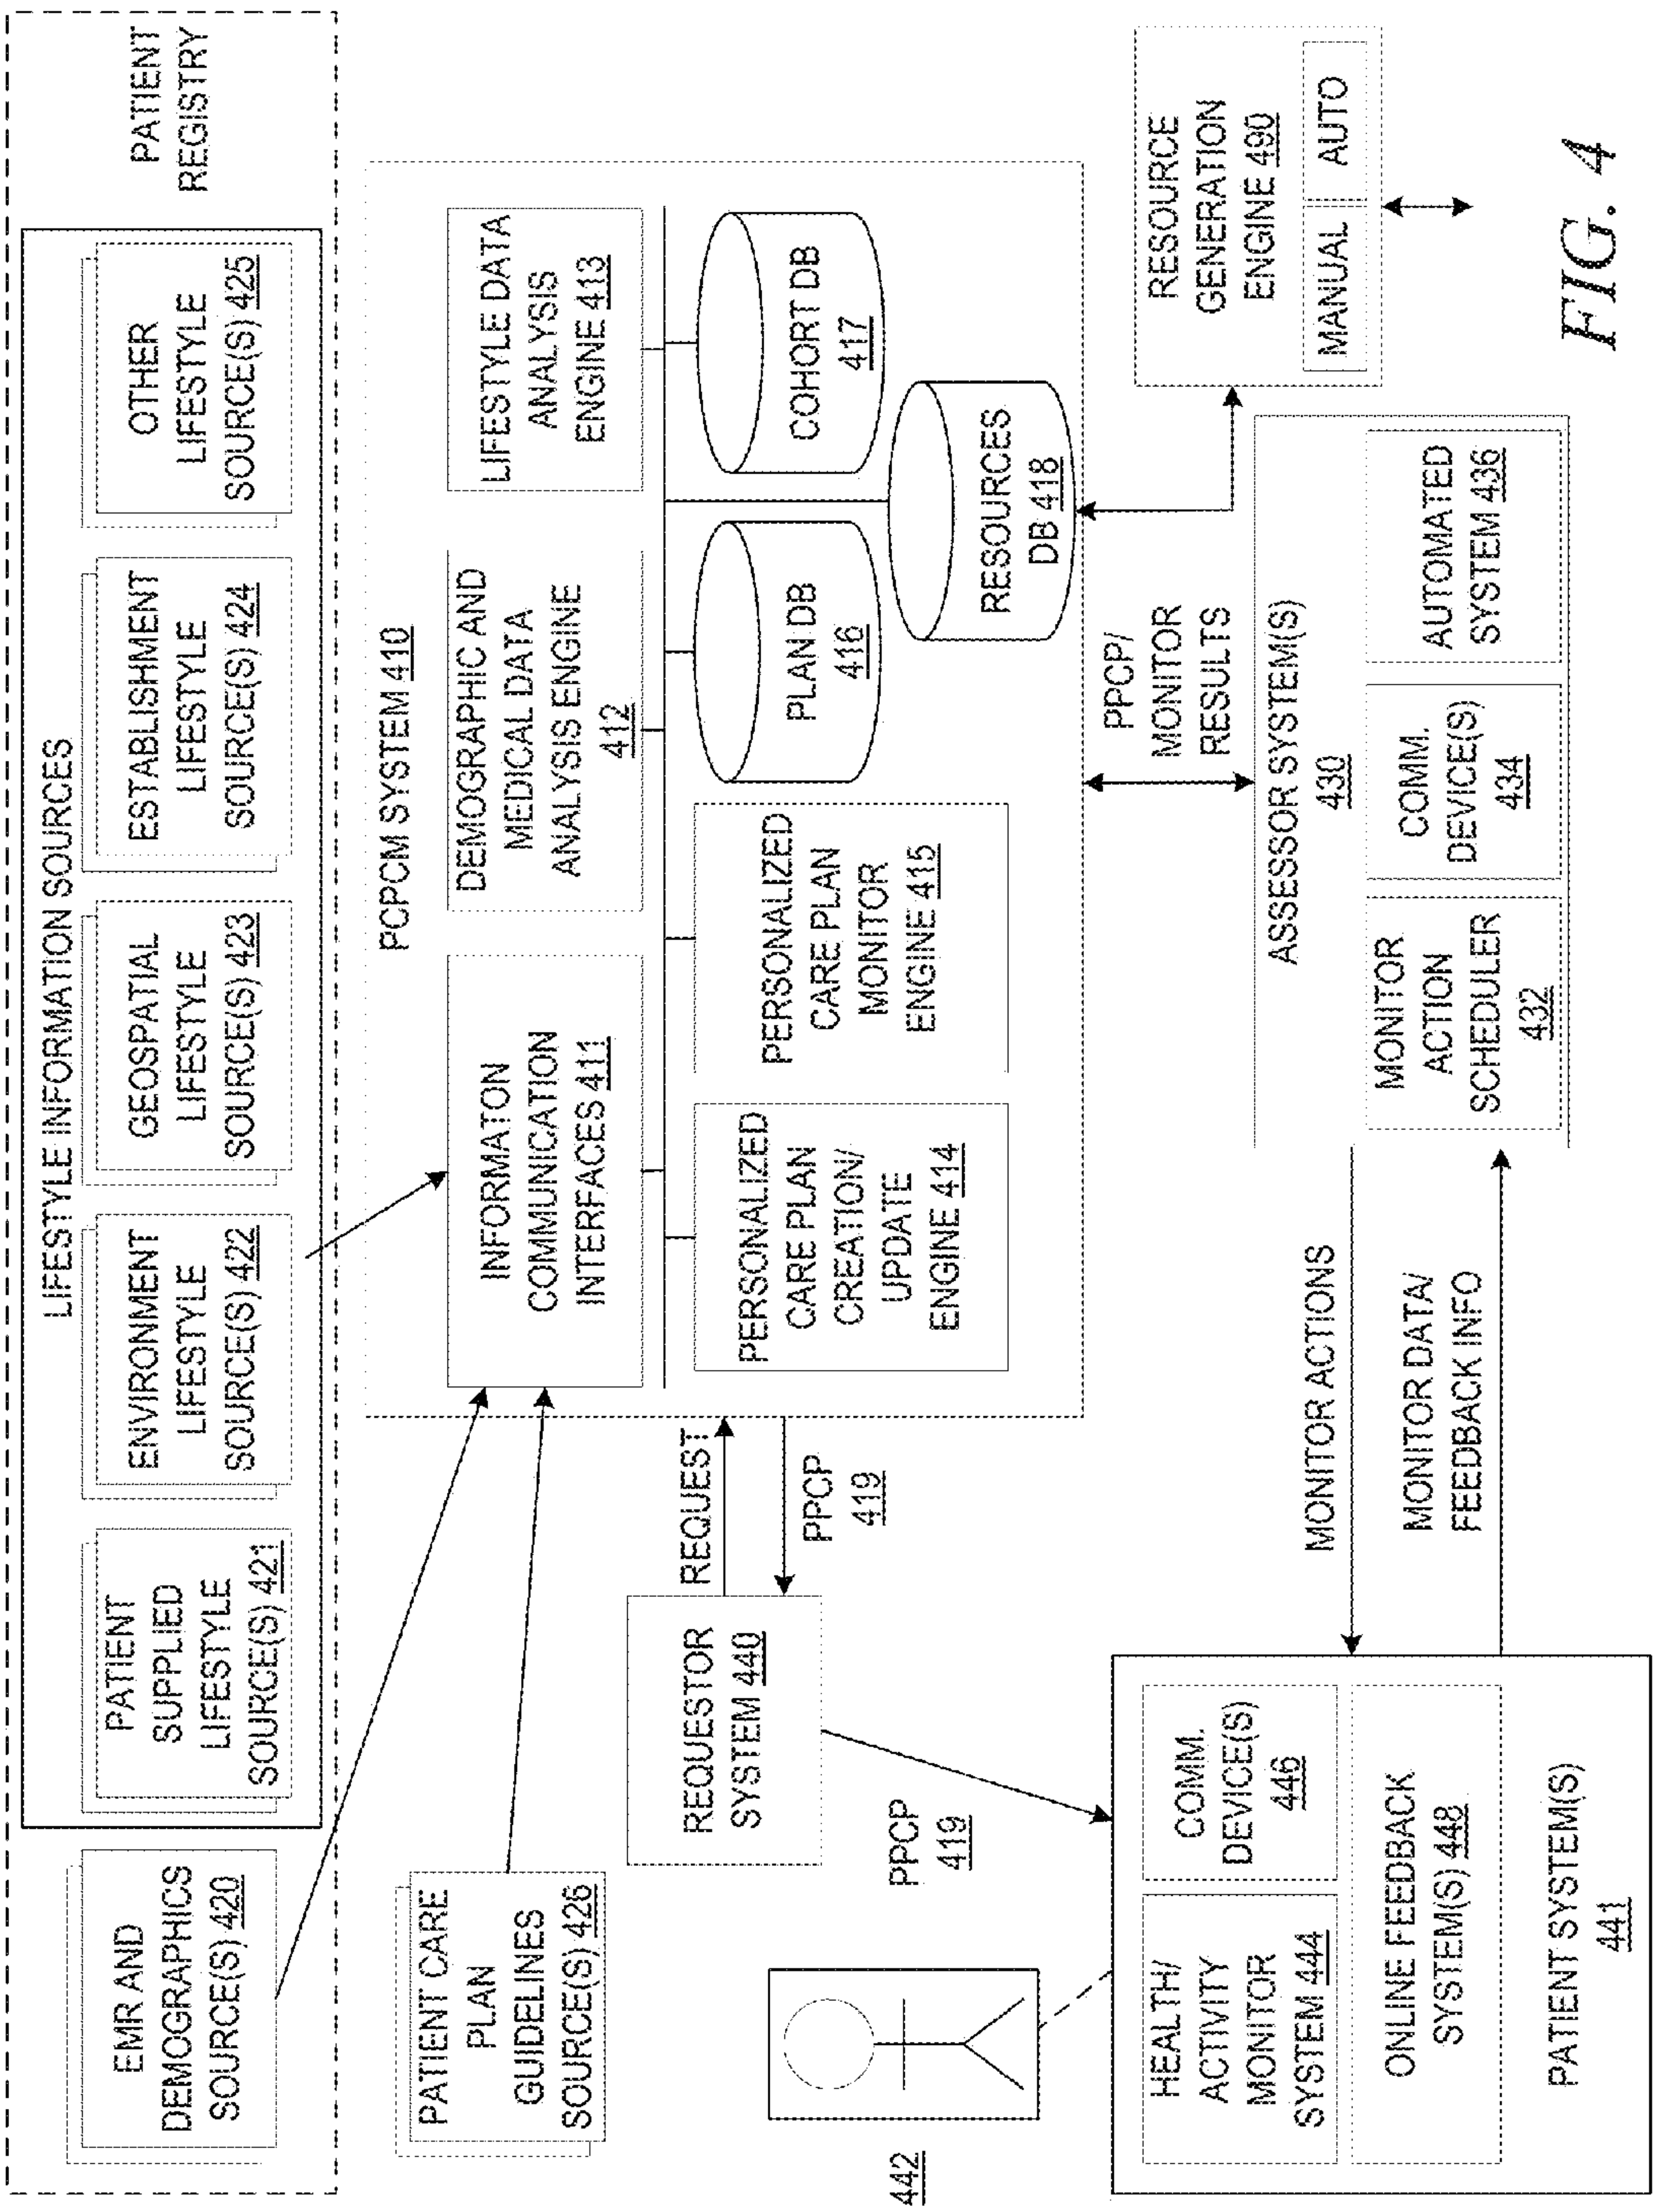 LIFESTYLE INFORMATION SOURCES
PATIENT
REGISTRY
EMR AND
DEMOGRAPHICS
SOURCE(S) 420
PATIENT
SUPPLIED
LIFESTYLE
SOURCE(S) 421
ENVIRONMENT
LIFESTYLE
SOURCE(S) 422
GEOSPATIAL
LIFESTYLE
SOURCE(S) 423
ESTABLISHMENT
LIFESTYLE
SOURCE(S) 424
OTHER
LIFESTYLE
SOURCE(S) 425
PATIENT CARE
PLAN
GUIDELINES
SOURCE(S) 426
PCPCM SYSTEM 410
INFORMATON
COMMUNICATION
INTERFACES 411
DEMOGRAPHIC AND
MEDICAL DATA
ANALYSIS ENGINE
412
LIFESTYLE DATA
ANALYSIS
ENGINE 413
PERSONALIZED
CARE PLAN
CREATION/
UPDATE
ENGINE 414
PERSONALIZED
CARE PLAN
MONITOR
ENGINE 415
PLAN DB
416
COHORT DB
417
RESOURCES
DB 418
REQUESTOR
SYSTEM 440
REQUEST
PPCP
419
PPCP
419
442
PPCP/
MONITOR
RESULTS
RESOURCE
GENERATION
ENGINE 490
MANUAL
AUTO
ASSESSOR SYSTEM(S)
430
MONITOR
ACTION
SCHEDULER
432
COMM.
DEVICE(S)
434
AUTOMATED
SYSTEM 436
MONITOR ACTIONS
MONITOR DATA/
FEEDBACK INFO
HEALTH/
ACTIVITY
MONITOR
SYSTEM 444
COMM.
DEVICE(S)
446
ONLINE FEEDBACK
SYSTEM(S) 448
PATIENT SYSTEM(S)
441
FIG. 4